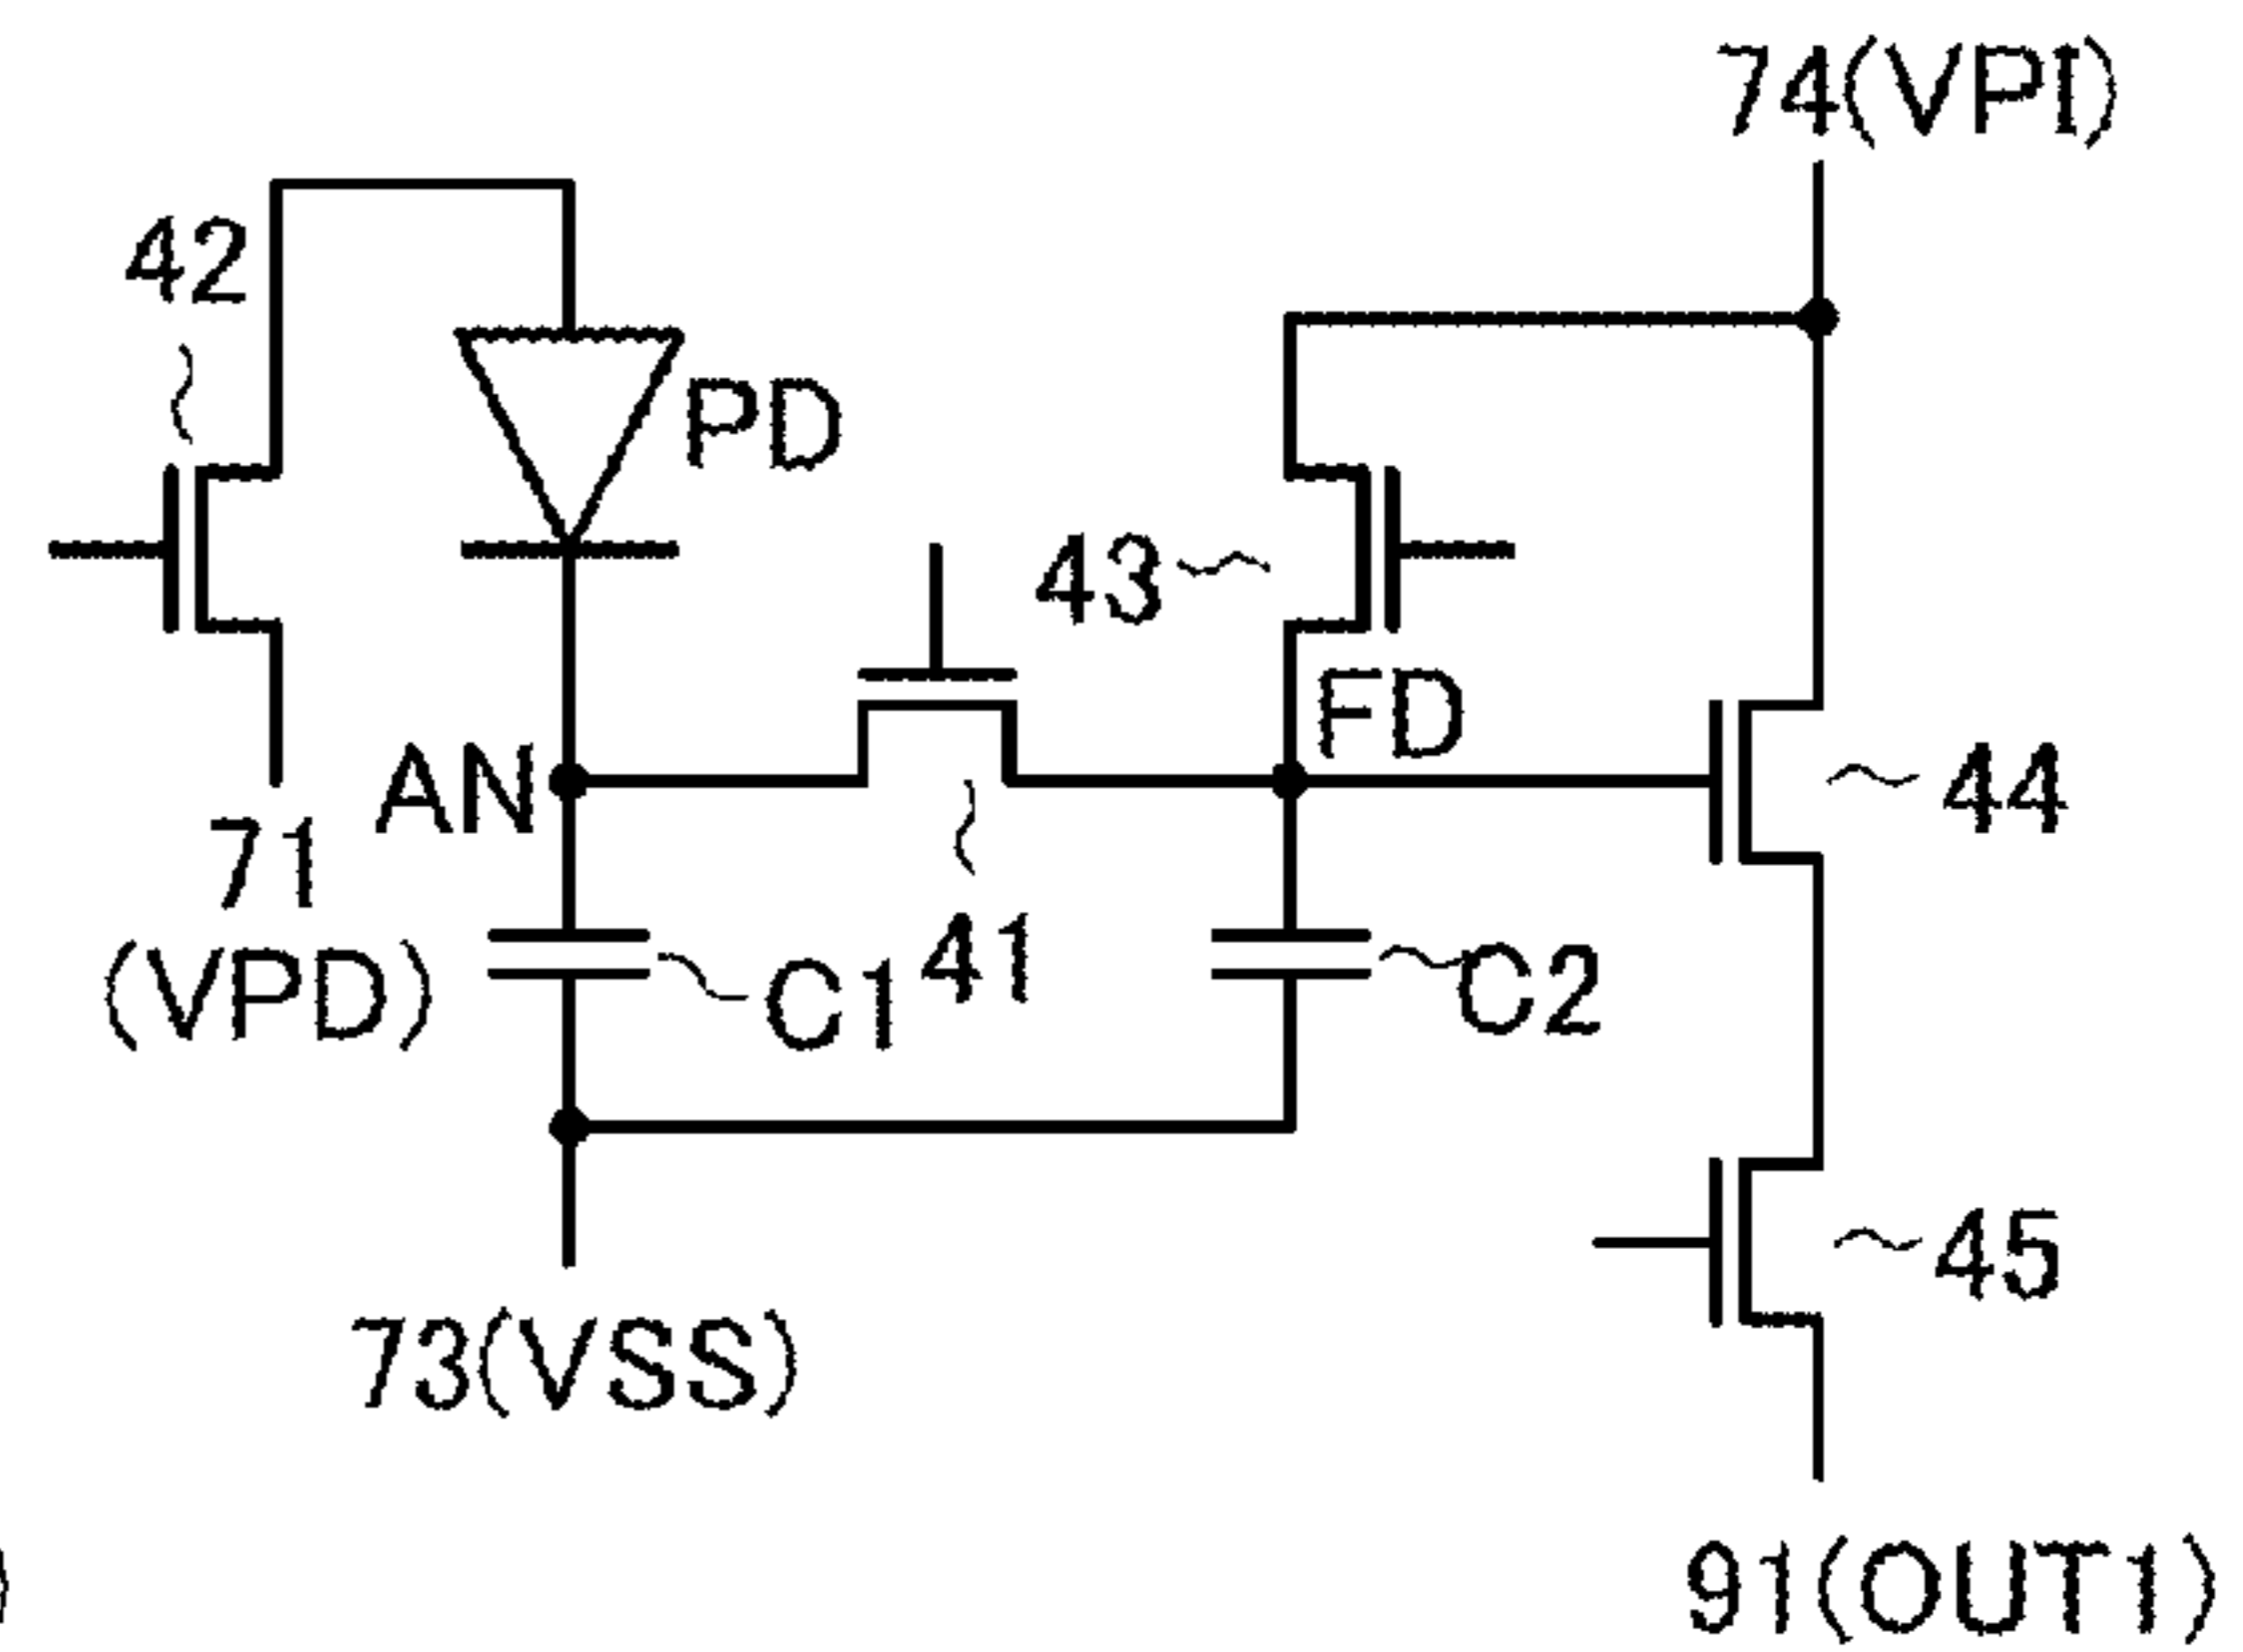 74(VPI)
42
PD
43
FD
AN
44
71
(VPD)
C1
41
C2
45
73(VSS)
91(OUT1)
)